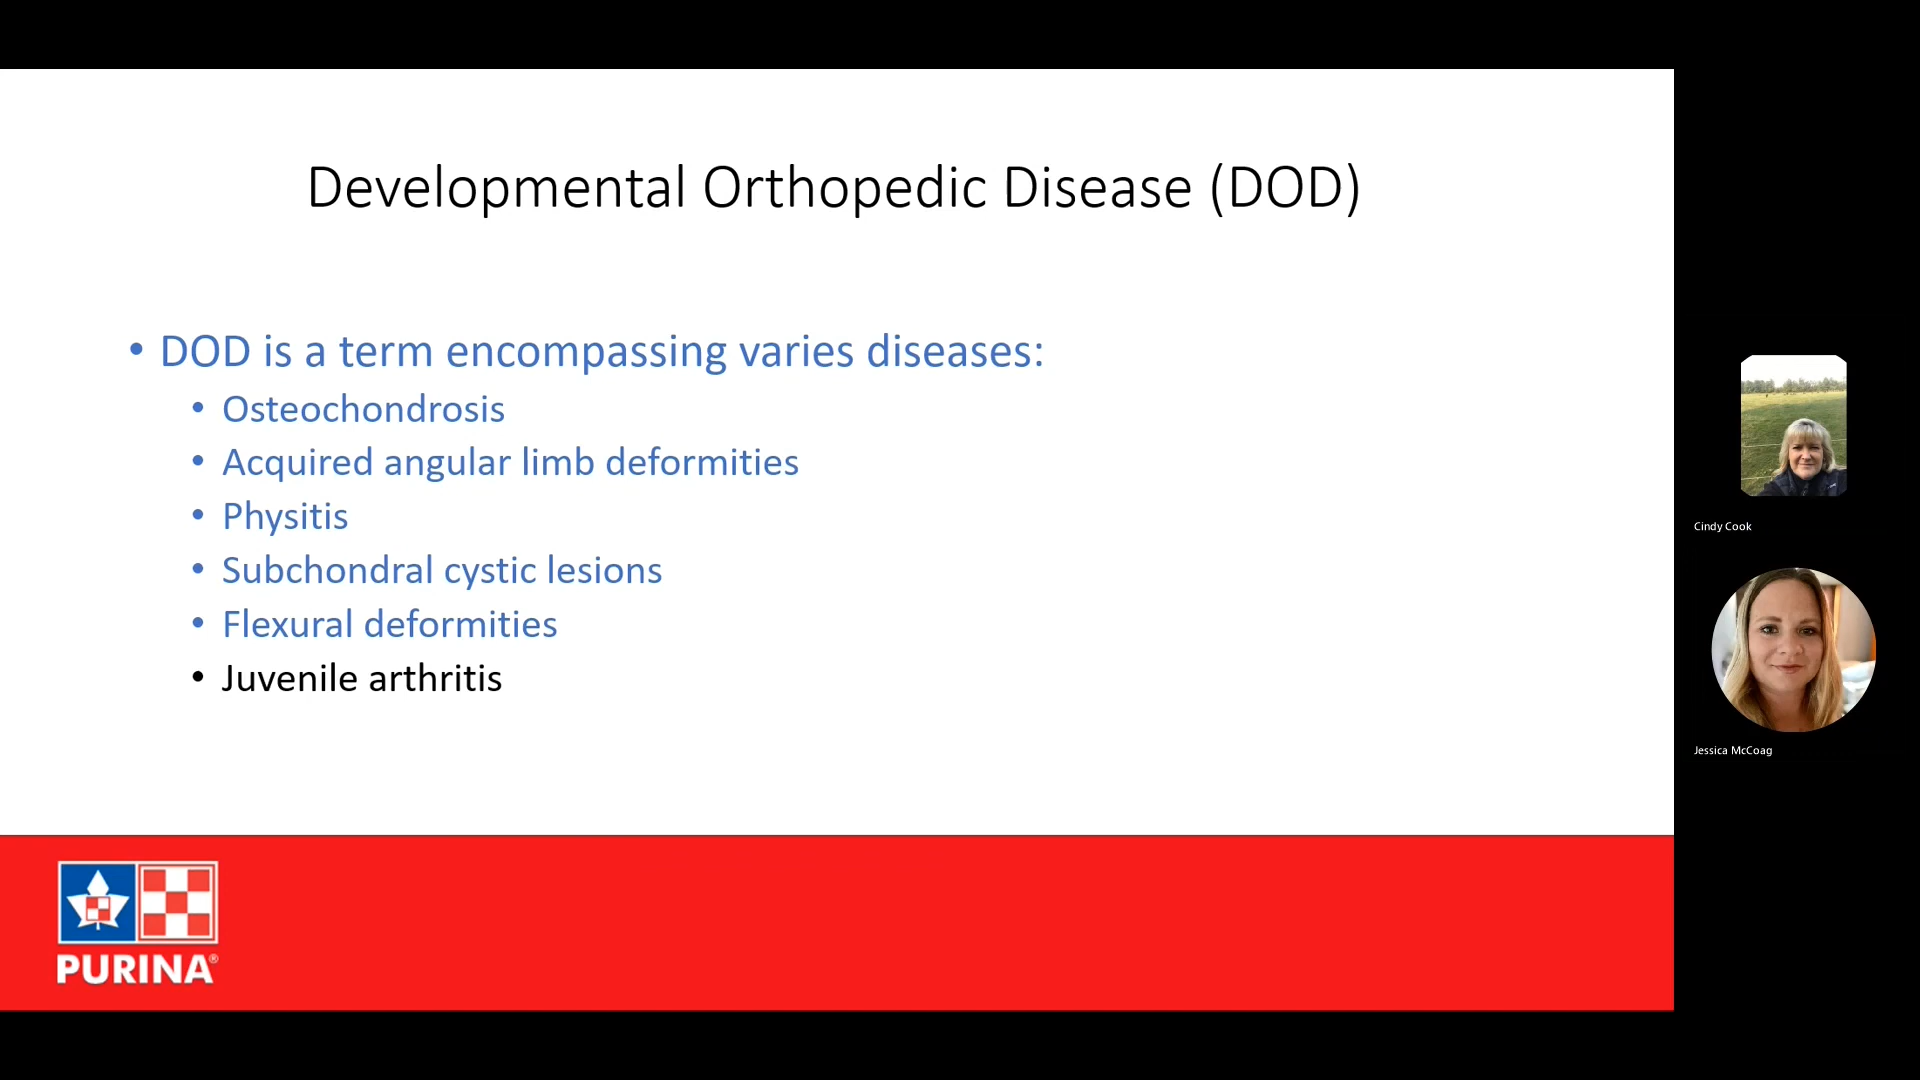 Developmental Orthopedic Disease (DOD)
• DOD is a term encompassing varies diseases:
• Osteochondrosis
• Acquired angular limb deformities
• Physitis
• Subchondral cystic lesions
• Flexural deformities
• Juvenile arthritis
PURINA®
Cindy Cook
Jessica McCoag